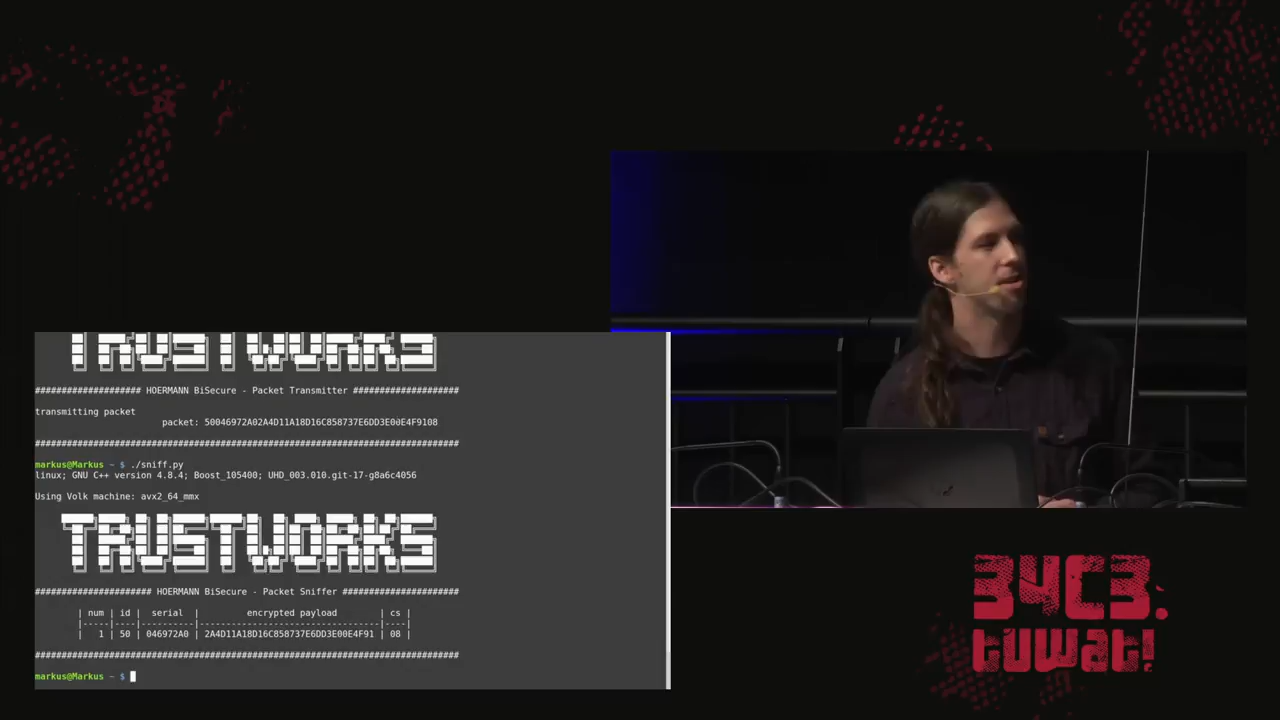 TRUSTWORKS
#################### HOERMANN BiSecure - Packet Transmitter ####################
transmitting packet
packet: 50046972A02A4D11A18D16C858737E6DD3E00E4F9108
################################################################################
markus@Markus ~ $ ./sniff.py
linux; GNU C++ version 4.8.4; Boost_105400; UHD_003.010.git-17-g8a6c4056
Using Volk machine: avx2_64_mmx
TRUSTWORKS
###################### HOERMANN BiSecure - Packet Sniffer ######################
| num | id | serial | encrypted payload | cs |
|-----|----|----------|----------------------------------|----|
| 1 | 50 | 046972A0 | 2A4D11A18D16C858737E6DD3E00E4F91 | 08 |
################################################################################
markus@Markus ~ $
34C3.
tuwat!